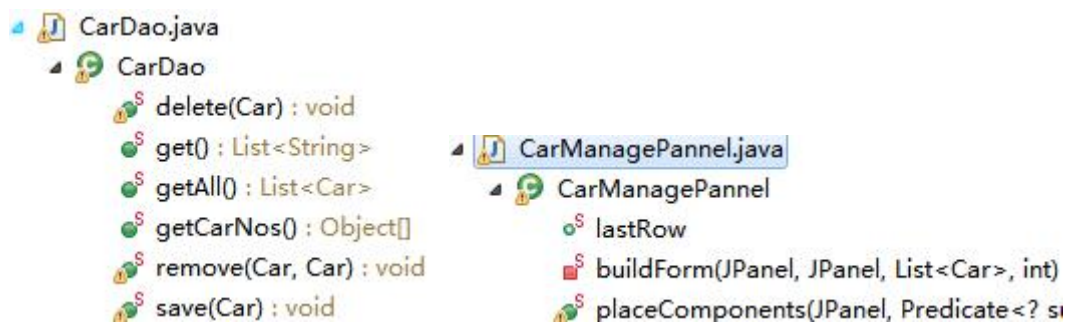 CarDao.java
CarDao
delete(Car) : void
get() : List<String>
getAll() : List<Car>
getCarNos() : Object[]
remove(Car, Car) : void
save(Car) : void
CarManagePannel.java
CarManagePannel
lastRow
buildForm(JPanel, JPanel, List<Car>, int)
placeComponents(JPanel, Predicate<?